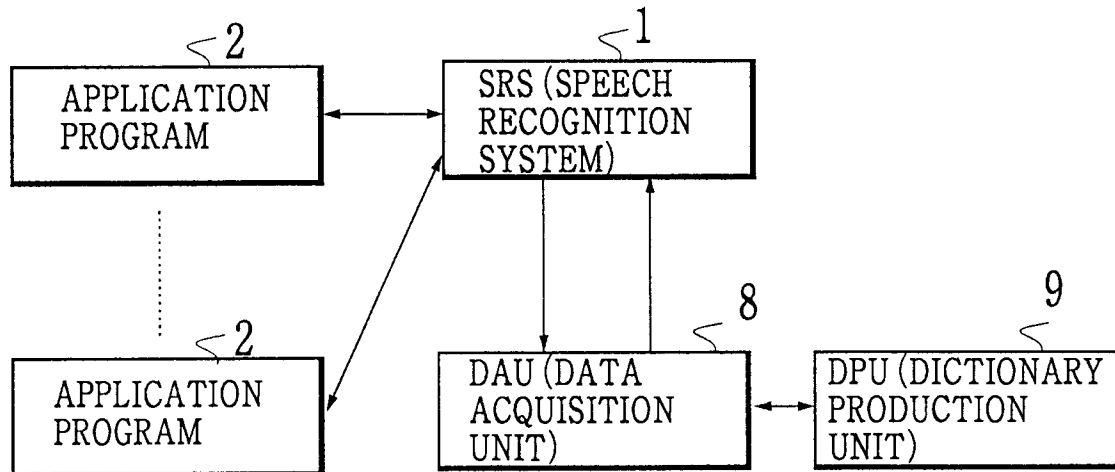 2
APPLICATION
PROGRAM
1
SRS (SPEECH
RECOGNITION
SYSTEM)
2
APPLICATION
PROGRAM
8
DAU (DATA
ACQUISITION
UNIT)
9
DPU (DICTIONARY
PRODUCTION
UNIT)